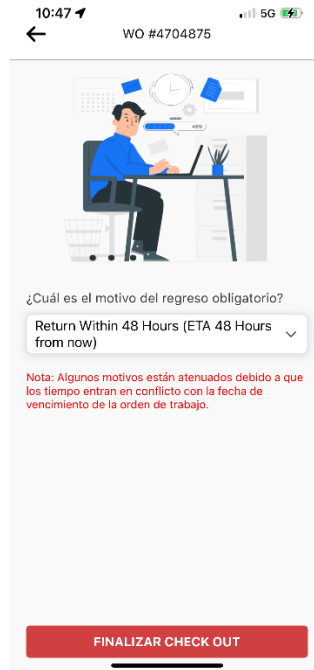 10:47
5G
WO #4704875
45%
¿Cuál es el motivo del regreso obligatorio?
Return Within 48 Hours (ETA 48 Hours
from now)
Nota: Algunos motivos están atenuados debido a que
los tiempo entran en conflicto con la fecha de
vencimiento de la orden de trabajo.
FINALIZAR CHECK OUT